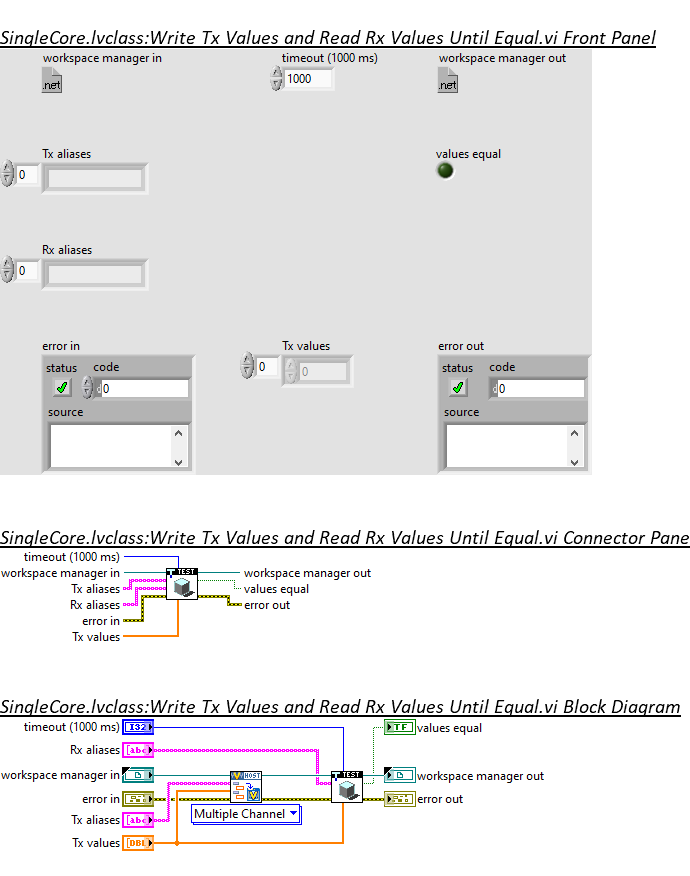 SingleCore.lvclass:Write Tx Values and Read Rx Values Until Equal.vi Front Panel
workspace manager in
timeout (1000 ms)
workspace manager out
.net
1000
.net
Tx aliases
values equal
0
Rx aliases
0
error in
Tx values
error out
status
code
0
0
status
code
0
0
source
source
SingleCore.lvclass:Write Tx Values and Read Rx Values Until Equal.vi Connector Pane
timeout (1000 ms)
workspace manager in
TEST
workspace manager out
Tx aliases
values equal
Rx aliases
error out
error in
Tx values
SingleCore.lvclass:Write Tx Values and Read Rx Values Until Equal.vi Block Diagram
timeout (1000 ms)
I32
TF
values equal
Rx aliases
abc
workspace manager in
HOST
TEST
workspace manager out
error in
error out
Multiple Channel
Tx aliases
abc
Tx values
DBL